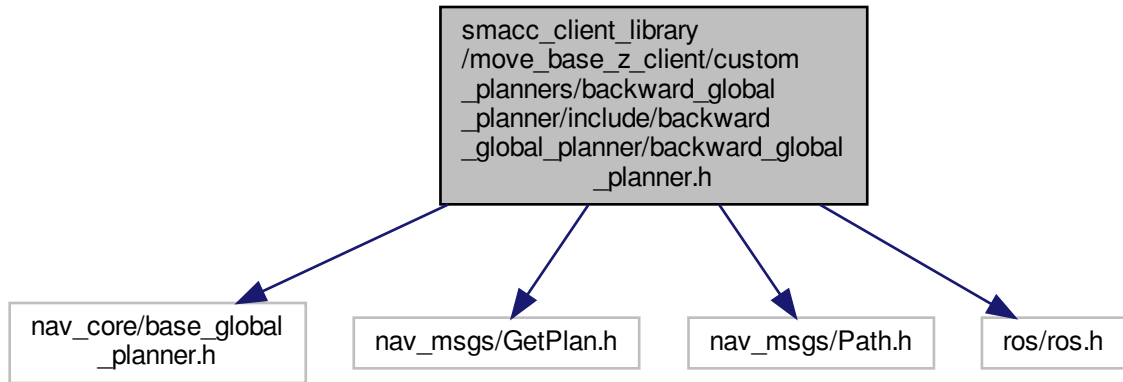 smacc_client_library
/move_base_z_client/custom
_planners/backward_global
_planner/include/backward
_global_planner/backward_global
_planner.h
nav_core/base_global
_planner.h
nav_msgs/GetPlan.h
nav_msgs/Path.h
ros/ros.h